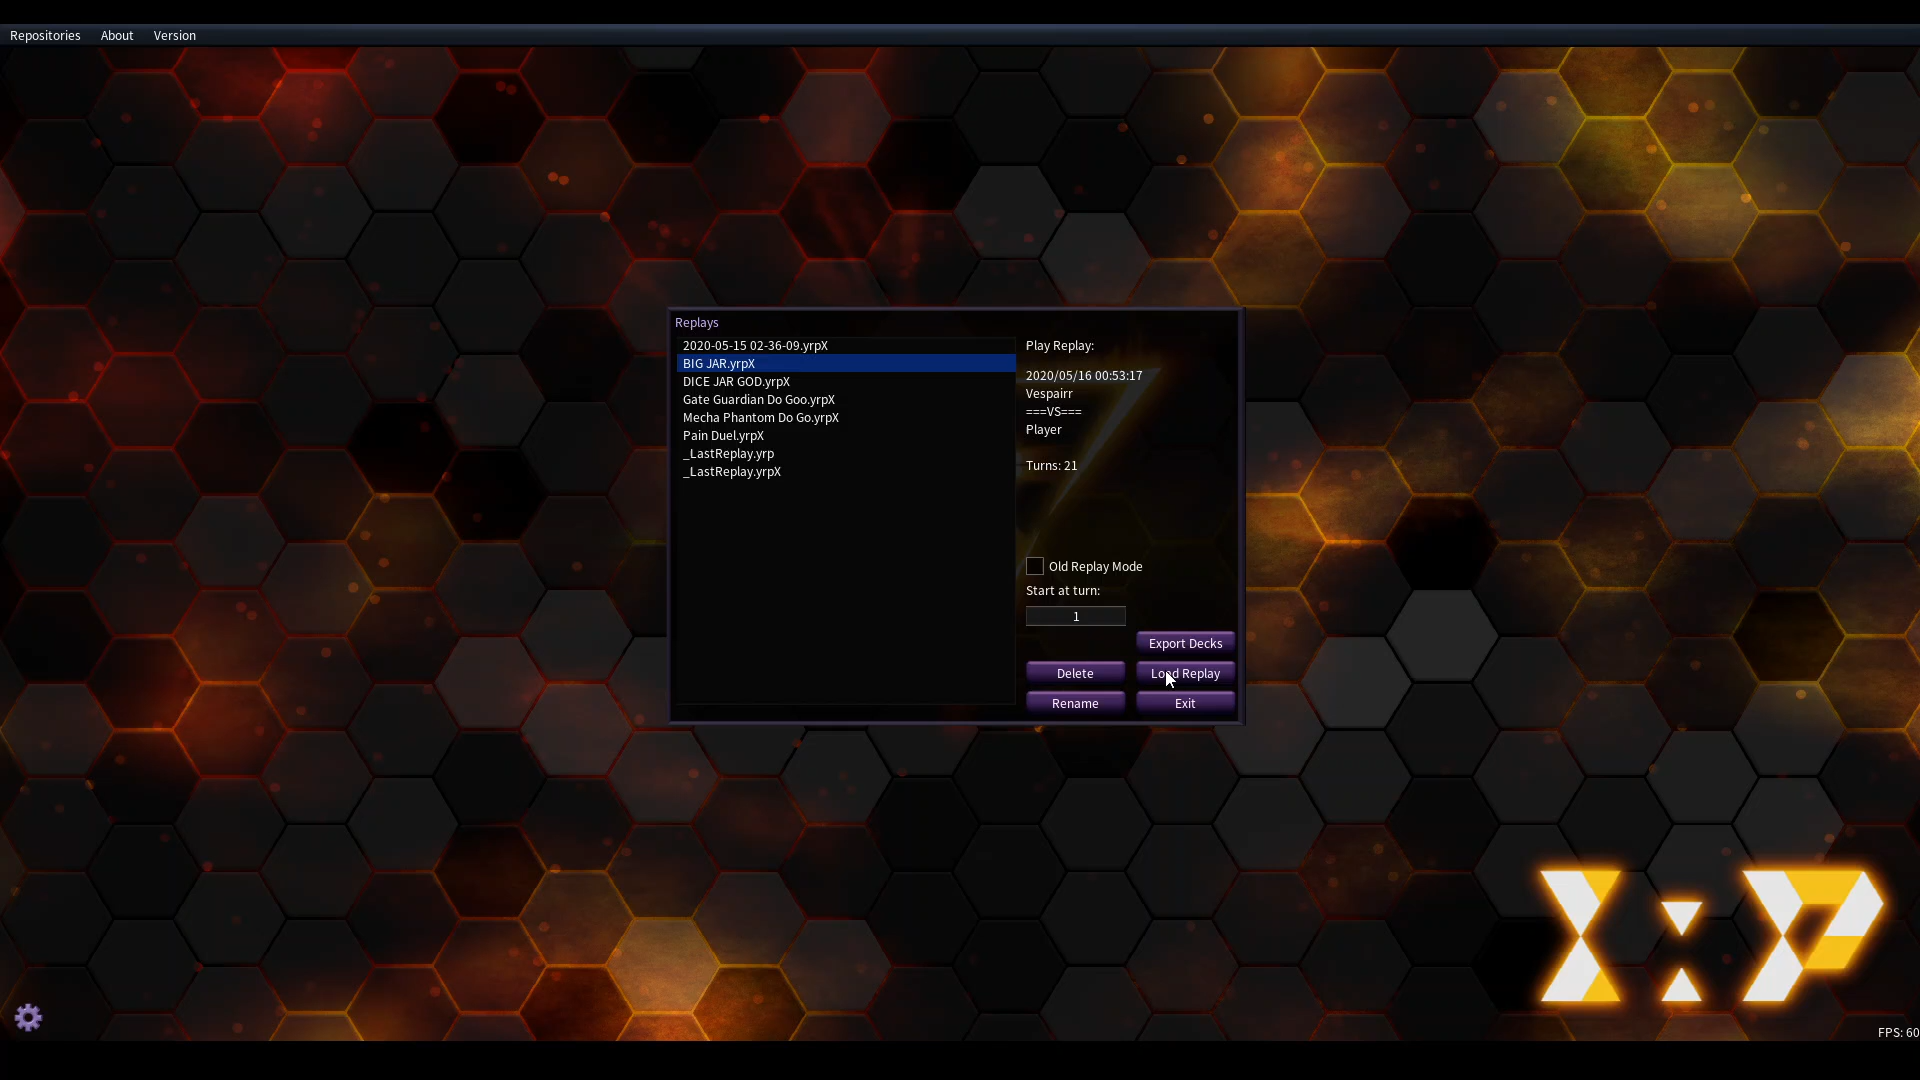 Repositories About Version
Replays
2020-05-15 02-36-09.yrpX
BIG JAR.yrpX
DICE JAR GOD.yrpX
Gate Guardian Do Goo.yrpX
Mecha Phantom Do Go.yrpX
Pain Duel.yrpX
_LastReplay.yrp
_LastReplay.yrpX
Play Replay:
2020/05/16 00:53:17
Vespairr
===VS===
Player
Turns: 21
Old Replay Mode
Start at turn:
1
Export Decks
Delete Load Replay
Rename Exit
X:P
FPS: 60